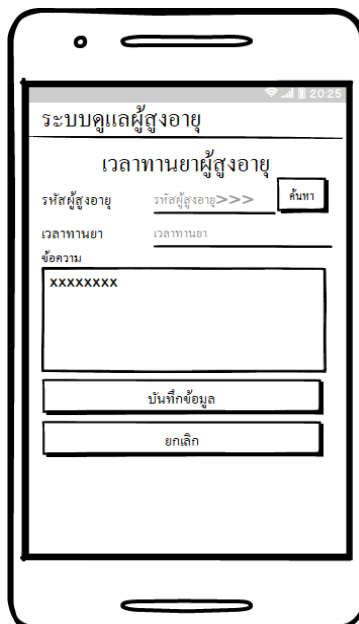 20:25
ระบบดูแลผู้สูงอายุ
เวลาทานยาผู้สูงอายุ
รหัสผู้สูงอายุ รหัสผู้สูงอายุ>>> ค้นหา
เวลาทานยา เวลาทานยา
ข้อความ
xxxxxxxx
บันทึกข้อมูล
ยกเลิก